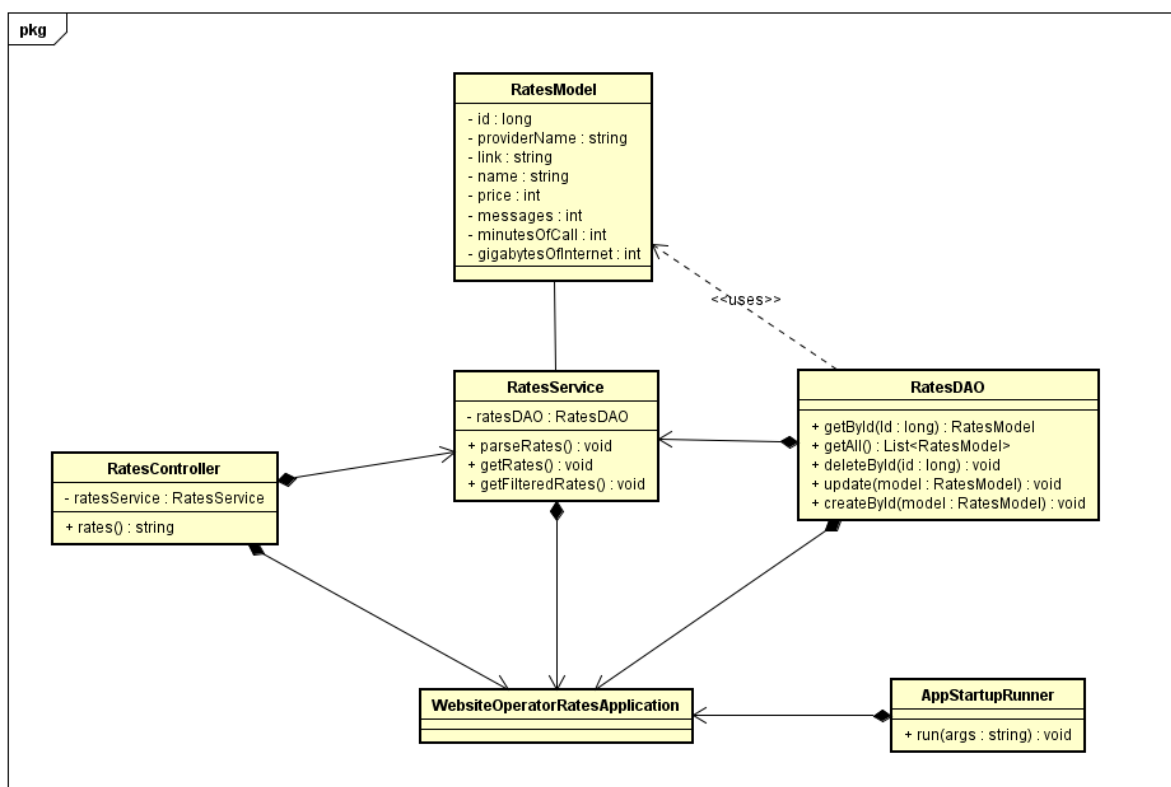 pkg
RatesModel
- id : long
- providerName : string
- link : string
- name : string
- price : int
- messages : int
- minutesOfCall : int
- gigabytesOfInternet : int
<<uses>>
RatesService
- ratesDAO : RatesDAO
+ parseRates() : void
+ getRates() : void
+ getFilteredRates() : void
RatesDAO
+ getById(Id : long) : RatesModel
+ getAll() : List<RatesModel>
+ deleteById(id : long) : void
+ update(model : RatesModel) : void
+ createById(model : RatesModel) : void
RatesController
- ratesService : RatesService
+ rates() : string
WebsiteOperatorRatesApplication
AppStartupRunner
+ run(args : string) : void